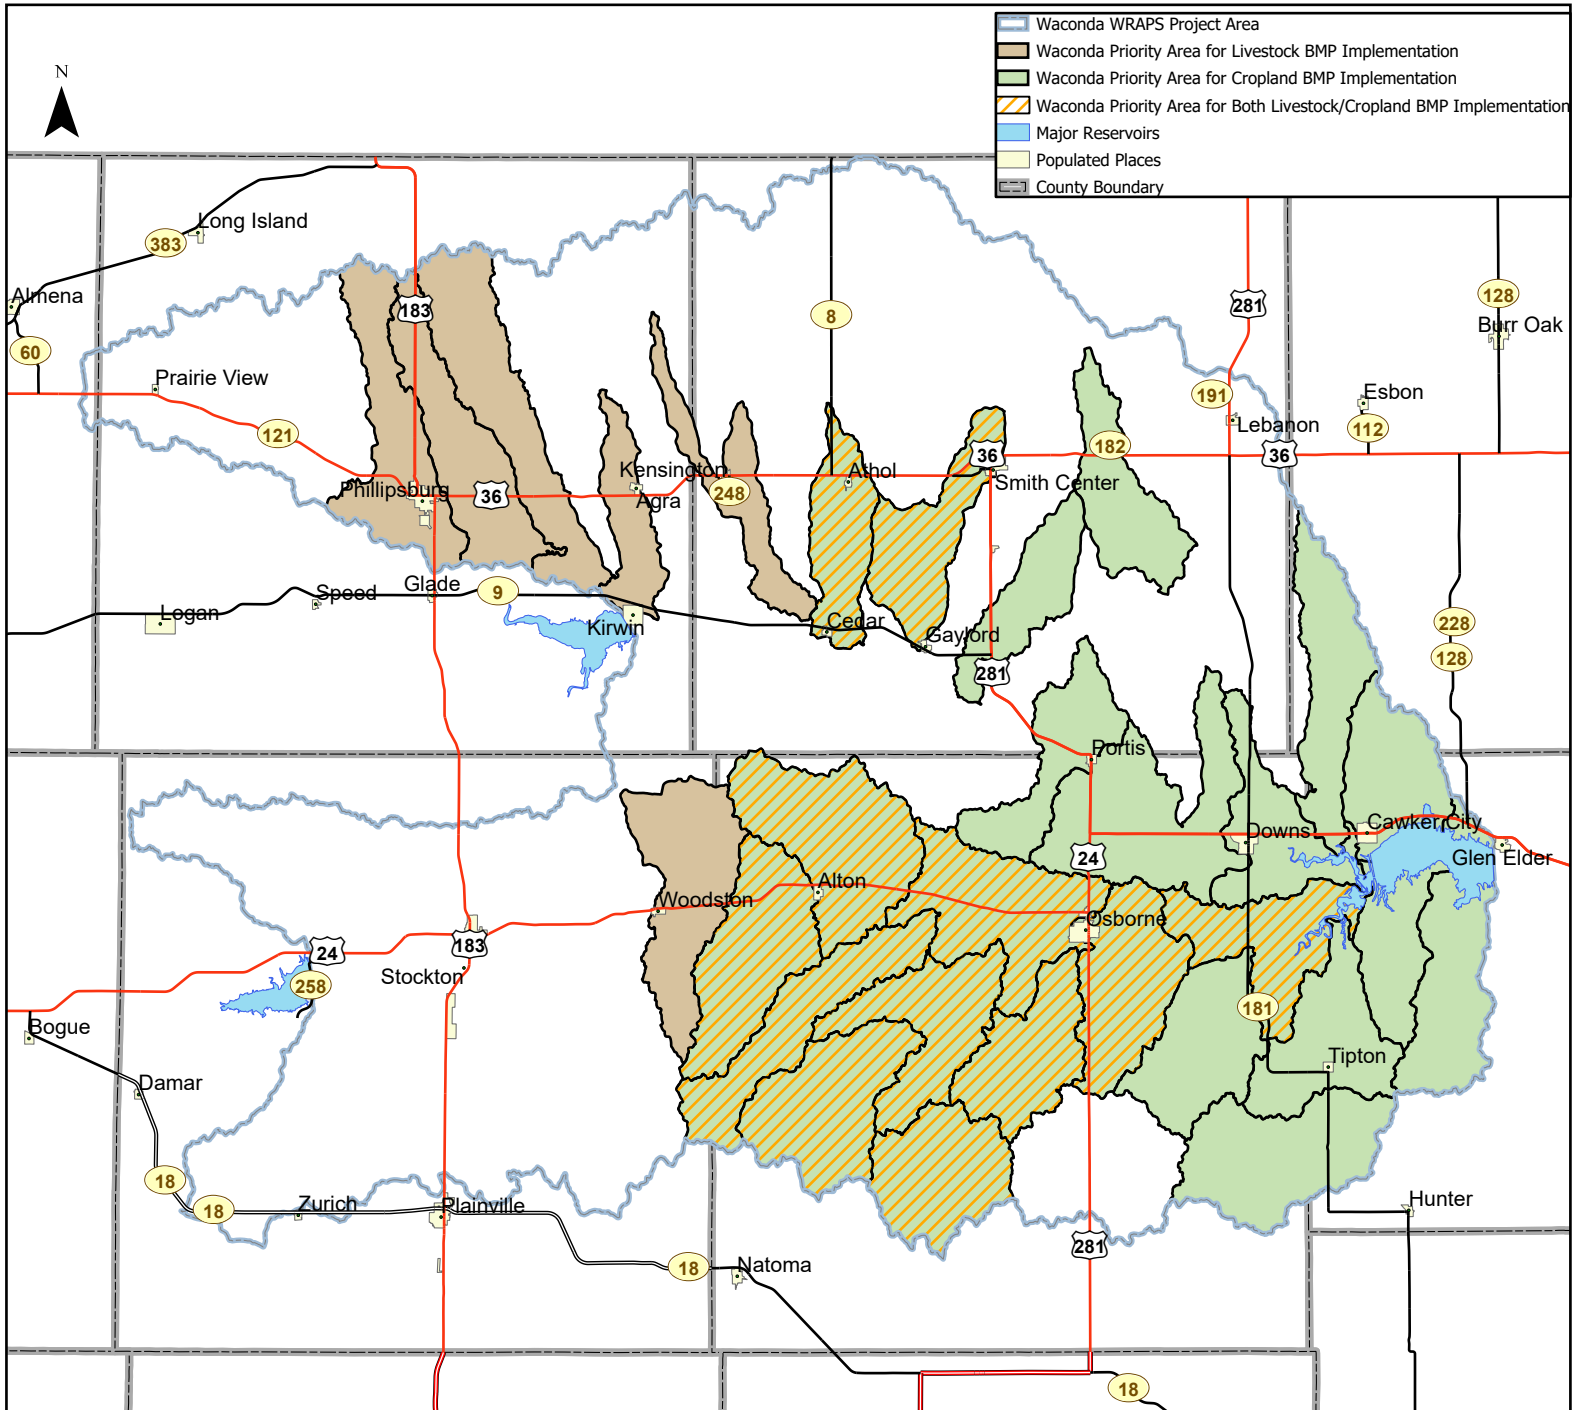 Waconda WRAPS Project Area
Waconda Priority Area for Livestock BMP Implementation
Waconda Priority Area for Cropland BMP Implementation
Waconda Priority Area for Both Livestock/Cropland BMP Implementation
Major Reservoirs
Populated Places
County Boundary
N
Long Island
383
Almena
183
281
128
8
Burr Oak
60
Prairie View
191
Esbon
121
Lebanon
112
182
36
36
Kensington
Athol
Smith Center
Phillipsburg
36
Agra
248
Speed
Glade
9
Logan
Kirwin
Cedar
Gaylord
228
128
281
Portis
Downs
Cawker City
Glen Elder
24
Alton
Woodston
Osborne
24
183
Stockton
258
181
Bogue
Tipton
Damar
18
18
Zurich
Plainville
Hunter
281
18
Natoma
18